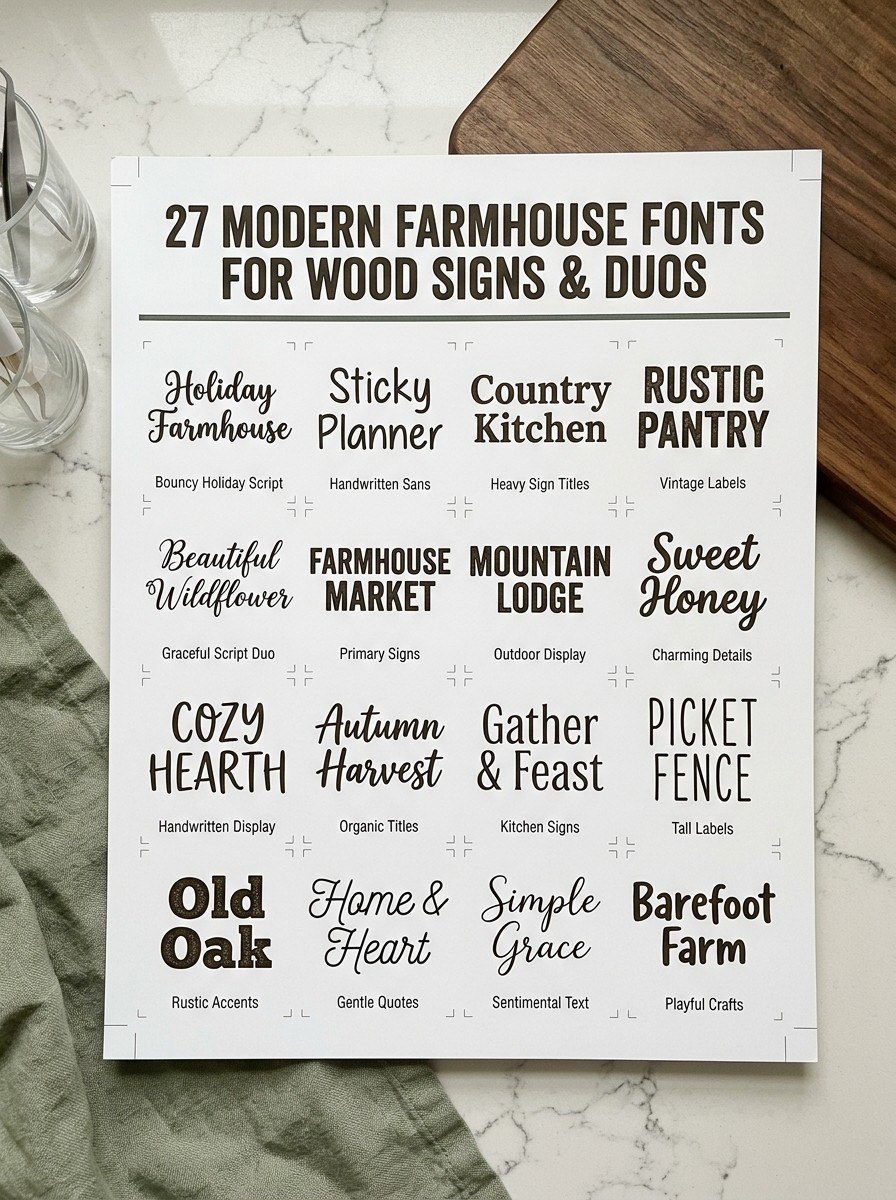 27 MODERN FARMHOUSE FONTS
FOR WOOD SIGNS & DUOS
Holiday
Farmhouse
Bouncy Holiday Script
Sticky
Planner
Handwritten Sans
Country
Kitchen
Heavy Sign Titles
RUSTIC
PANTRY
Vintage Labels
Beautiful
Wildflower
Graceful Script Duo
FARMHOUSE
MARKET
Primary Signs
MOUNTAIN
LODGE
Outdoor Display
Sweet
Honey
Charming Details
COZY
HEARTH
Handwritten Display
Autumn
Harvest
Organic Titles
Gather
& Feast
Kitchen Signs
PICKET
FENCE
Tall Labels
Old
Oak
Rustic Accents
Home &
Heart
Gentle Quotes
Simple
Grace
Sentimental Text
Barefoot
Farm
Playful Crafts